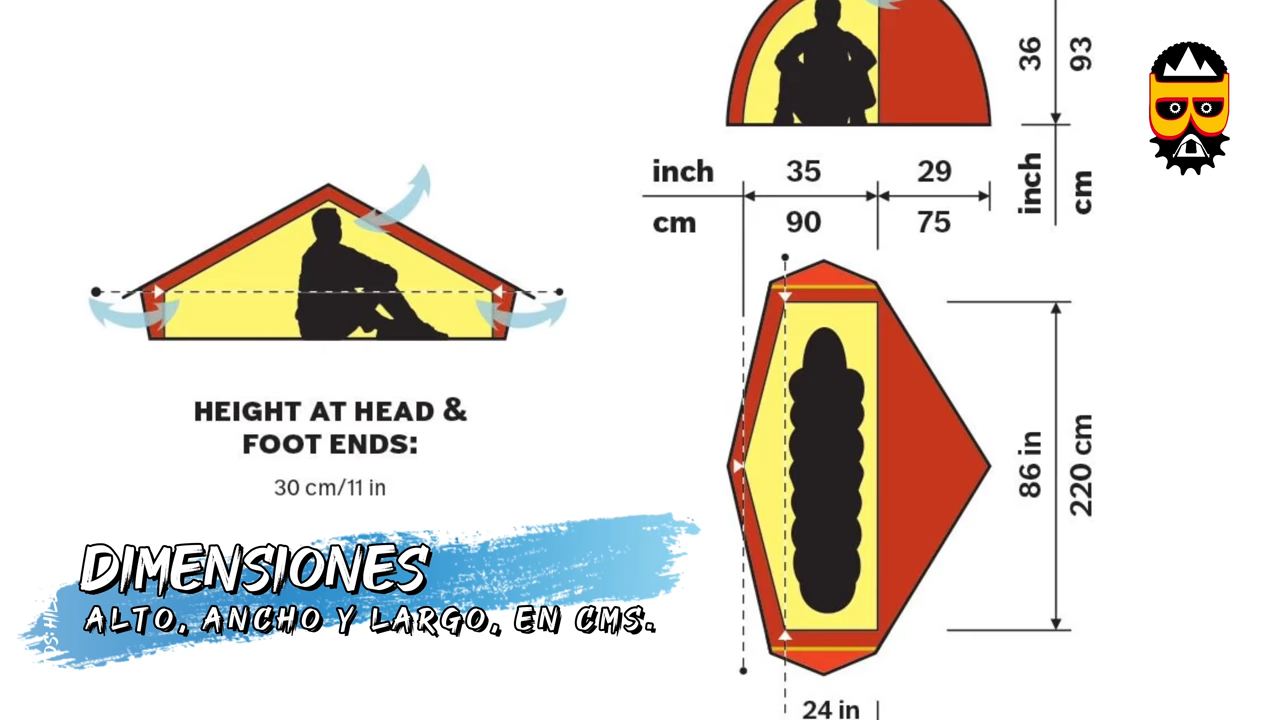 36
93
inch 35 29
cm 90 75
inch
cm
HEIGHT AT HEAD &
FOOT ENDS:
30 cm/11 in
86 in
220 cm
DIMENSIONES
ALTO, ANCHO Y LARGO, EN CMS.
24 in